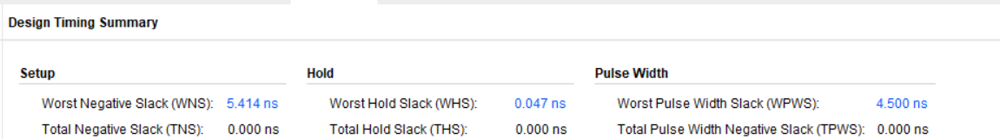 Design Timing Summary
Setup Hold Pulse Width
Worst Negative Slack (WNS): 5.414 ns Worst Hold Slack (WHS): 0.047 ns Worst Pulse Width Slack (WPWS): 4.500 ns
Total Negative Slack (TNS): 0.000 ns Total Hold Slack (THS): 0.000 ns Total Pulse Width Negative Slack (TPWS): 0.000 ns